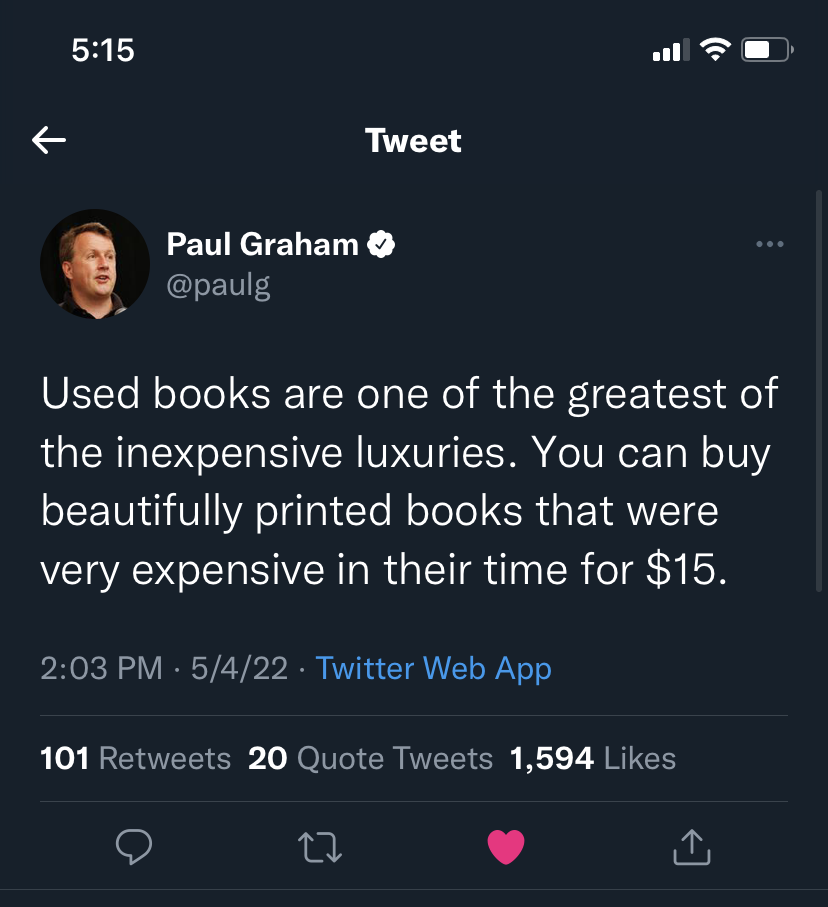 5:15
Tweet
Paul Graham
@paulg
Used books are one of the greatest of
the inexpensive luxuries. You can buy
beautifully printed books that were
very expensive in their time for $15.
2:03 PM · 5/4/22 · Twitter Web App
101 Retweets 20 Quote Tweets 1,594 Likes